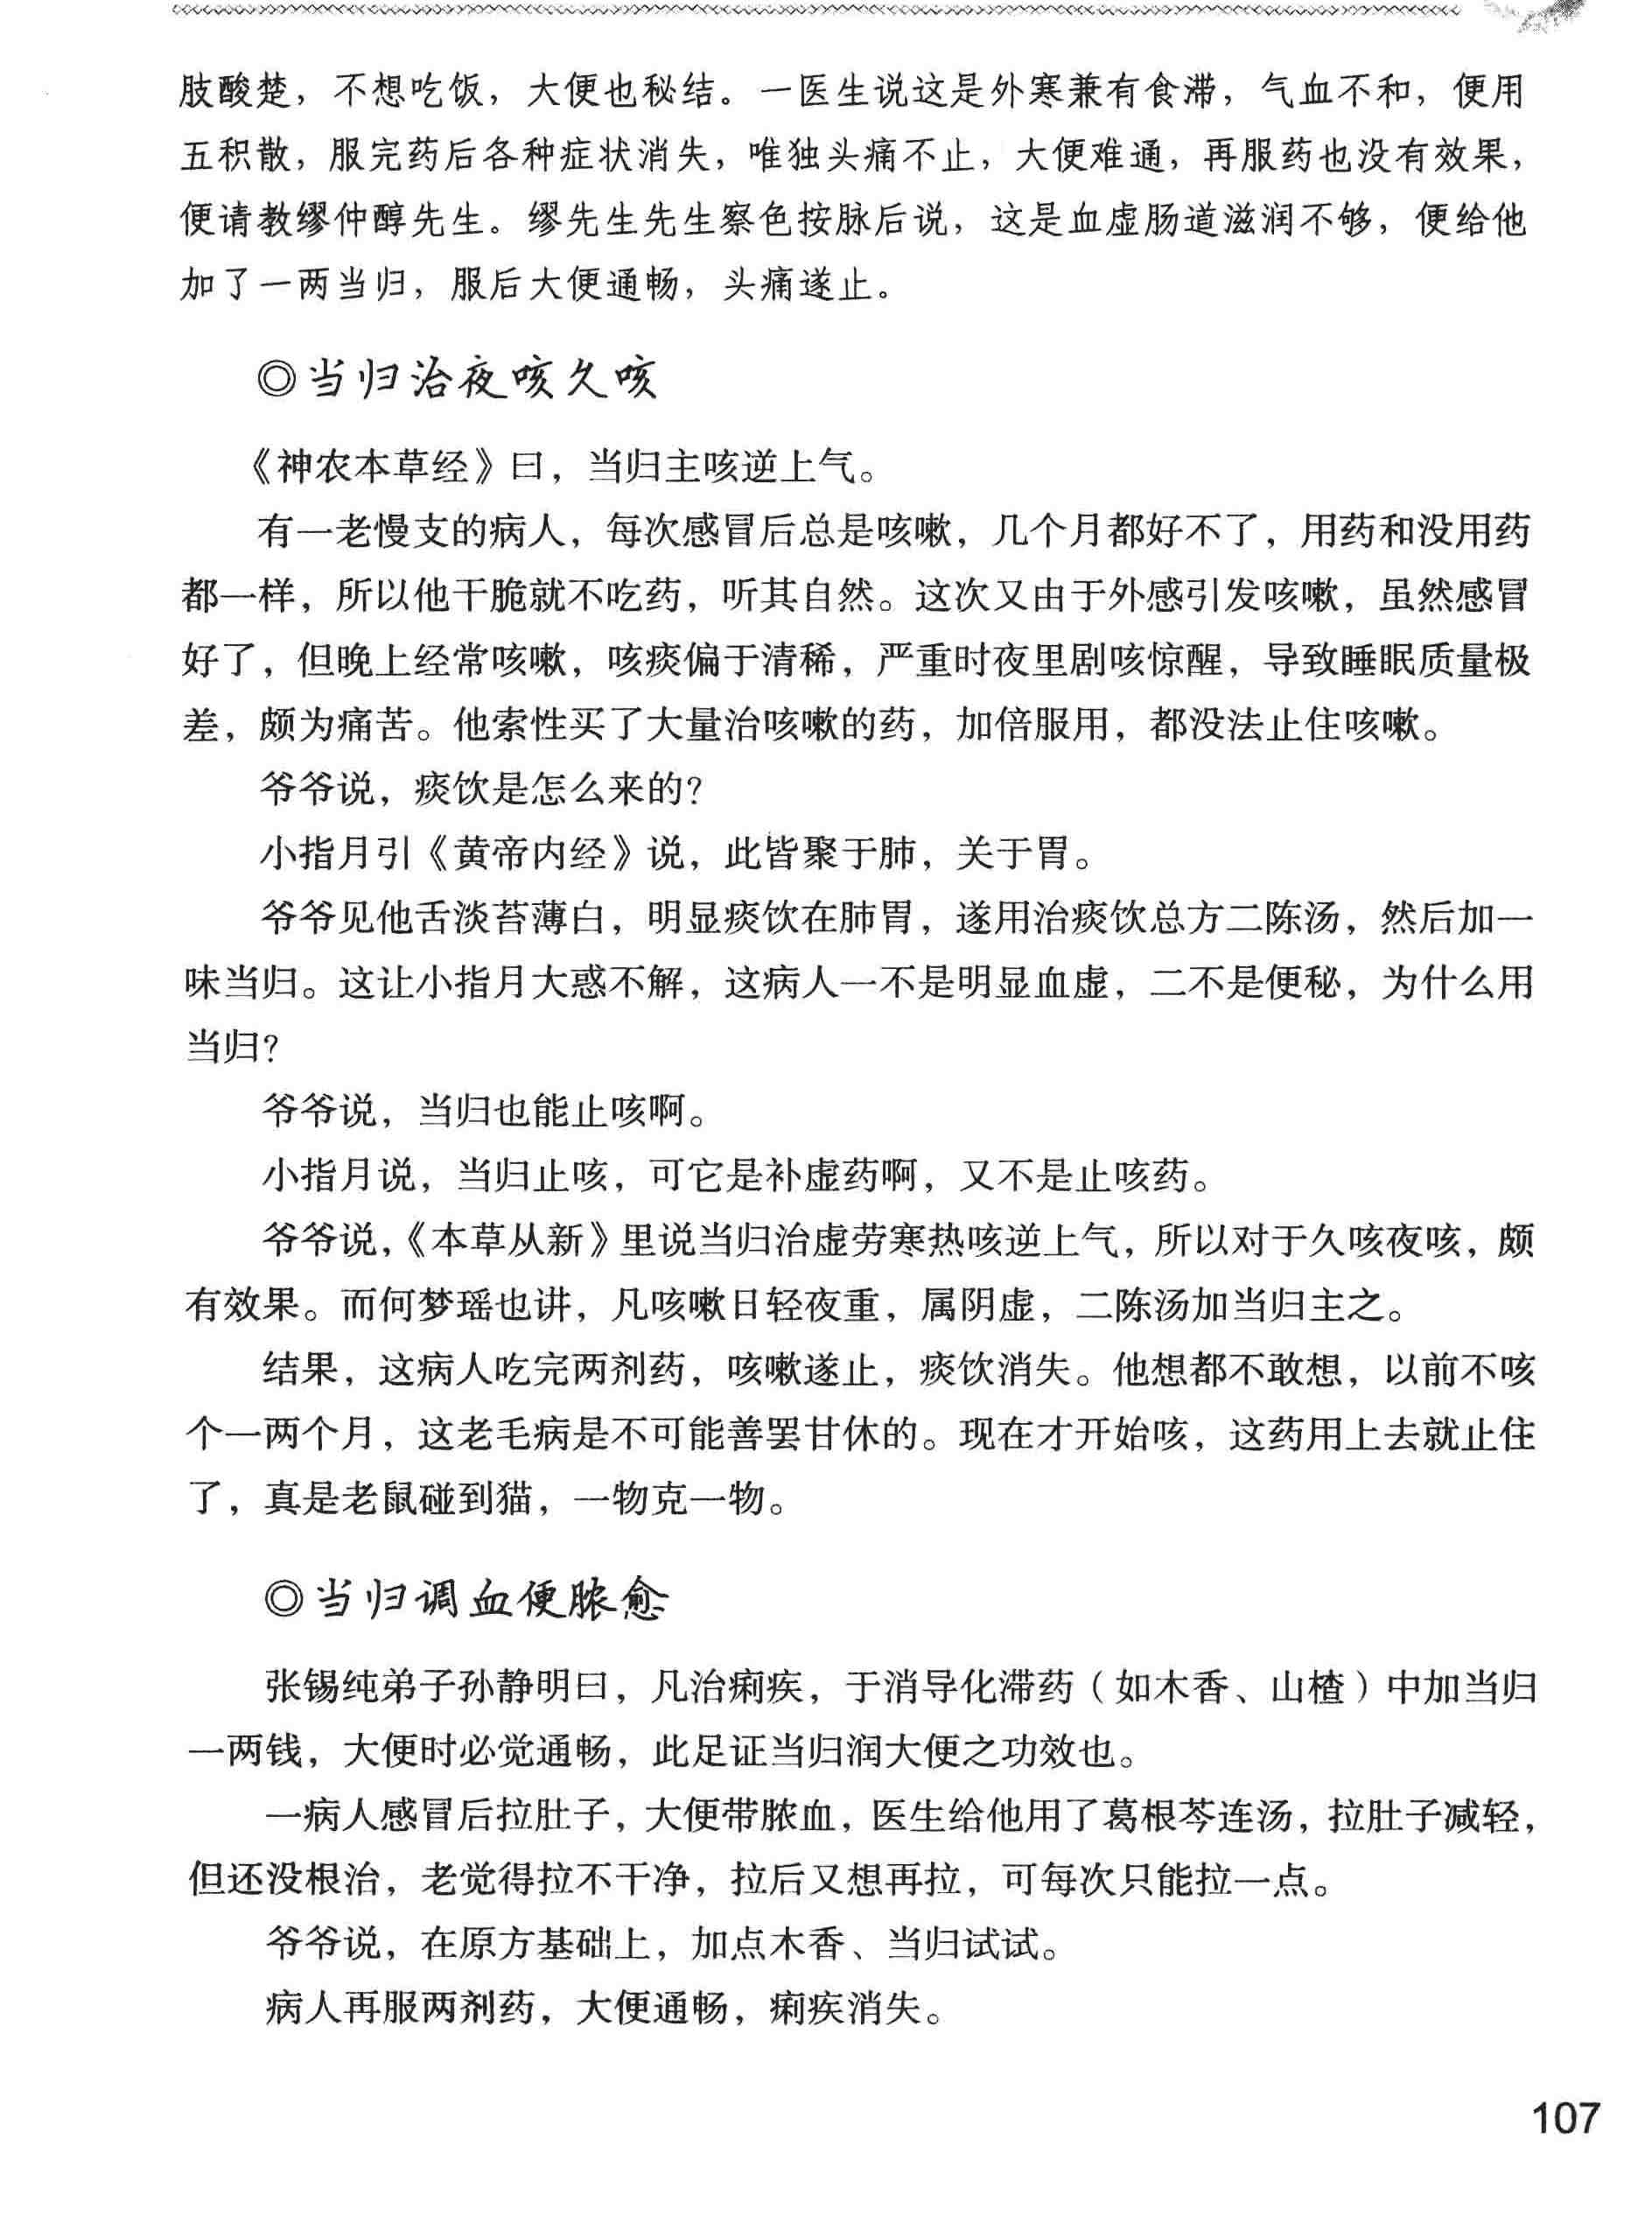 肢酸楚，不想吃饭，大便也秘结。一医生说这是外寒兼有食滞，气血不和，便用
五积散，服完药后各种症状消失，唯独头痛不止，大便难通，再服药也没有效果，
便请教缪仲醇先生。缪先生先生察色按脉后说，这是血虚肠道滋润不够，便给他
加了一两当归，服后大便通畅，头痛遂止。
◎当归治夜咳久咳
《神农本草经》曰，当归主咳逆上气。
有一老慢支的病人，每次感冒后总是咳嗽，几个月都好不了，用药和没用药
都一样，所以他干脆就不吃药，听其自然。这次又由于外感引发咳嗽，虽然感冒
好了，但晚上经常咳嗽，咳痰偏于清稀，严重时夜里剧咳惊醒，导致睡眠质量极
差，颇为痛苦。他索性买了大量治咳嗽的药，加倍服用，都没法止住咳嗽。
爷爷说，痰饮是怎么来的？
小指月引《黄帝内经》说，此皆聚于肺，关于胃。
爷爷见他舌淡苔薄白，明显痰饮在肺胃，遂用治痰饮总方二陈汤，然后加一
味当归。这让小指月大惑不解，这病人一不是明显血虚，二不是便秘，为什么用
当归？
爷爷说，当归也能止咳啊。
小指月说，当归止咳，可它是补虚药啊，又不是止咳药。
爷爷说，《本草从新》里说当归治虚劳寒热咳逆上气，所以对于久咳夜咳，颇
有效果。而何梦瑶也讲，凡咳嗽日轻夜重，属阴虚，二陈汤加当归主之。
结果，这病人吃完两剂药，咳嗽遂止，痰饮消失。他想都不敢想，以前不咳
个一两个月，这老毛病是不可能善罢甘休的。现在才开始咳，这药用上去就止住
了，真是老鼠碰到猫，一物克一物。
◎当归调血便脓愈
张锡纯弟子孙静明曰，凡治痢疾，于消导化滞药（如木香、山楂）中加当归
一两钱，大便时必觉通畅，此足证当归润大便之功效也。
一病人感冒后拉肚子，大便带脓血，医生给他用了葛根芩连汤，拉肚子减轻，
但还没根治，老觉得拉不干净，拉后又想再拉，可每次只能拉一点。
爷爷说，在原方基础上，加点木香、当归试试。
病人再服两剂药，大便通畅，痢疾消失。
107